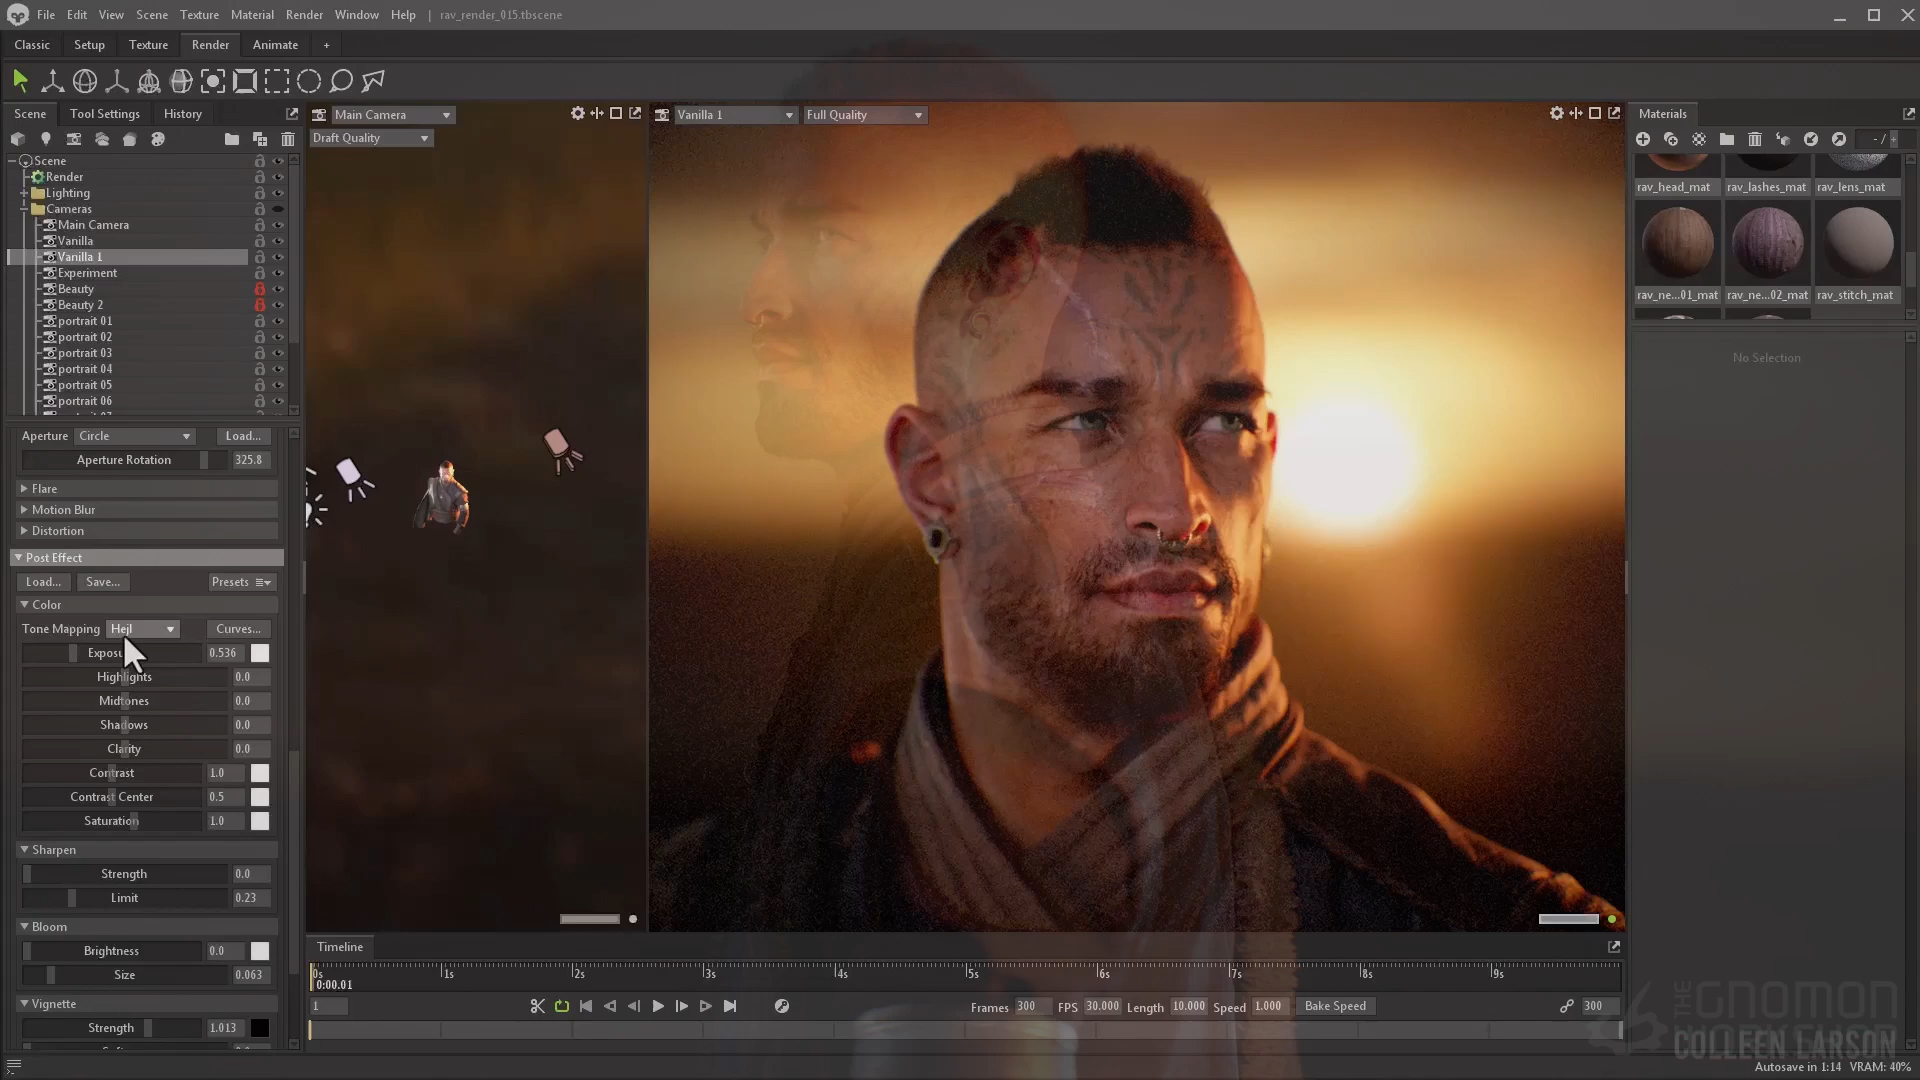 File Edit View Scene Texture Material Render Window Help | rav_render_015.tbscene
Classic Setup Texture Render Animate +
Scene Tool Settings History
Main Camera
Draft Quality
Vanilla 1 Full Quality
Materials
- / +
Scene
Render
Lighting
Cameras
Main Camera
Vanilla
Vanilla 1
Experiment
Beauty
Beauty 2
portrait 01
portrait 02
portrait 03
portrait 04
portrait 05
portrait 06
rav_head_mat rav_lashes_mat rav_lens_mat
rav_ne...01_mat rav_ne...02_mat rav_stitch_mat
No Selection
Aperture Circle Load...
Aperture Rotation 325.8
Flare
Motion Blur
Distortion
Post Effect
Load... Save... Presets
Color
Tone Mapping Hejl Curves...
0.536
Highlights 0.0
Midtones 0.0
Shadows 0.0
Clarity 0.0
Contrast 1.0
Contrast Center 0.5
Saturation 1.0
Sharpen
Strength 0.0
Limit 0.23
Bloom
Brightness 0.0
Size 0.063
Vignette
Strength 1.013
Timeline
0s 1s 2s 3s 4s 5s 6s 7s 8s 9s
0:00.01
1 Frames 300 FPS 30.000 Length 10.000 Speed 1.000 Bake Speed 300
THE GNOMON
COLLEEN LARSON
Autosave in 1:14 VRAM: 40%